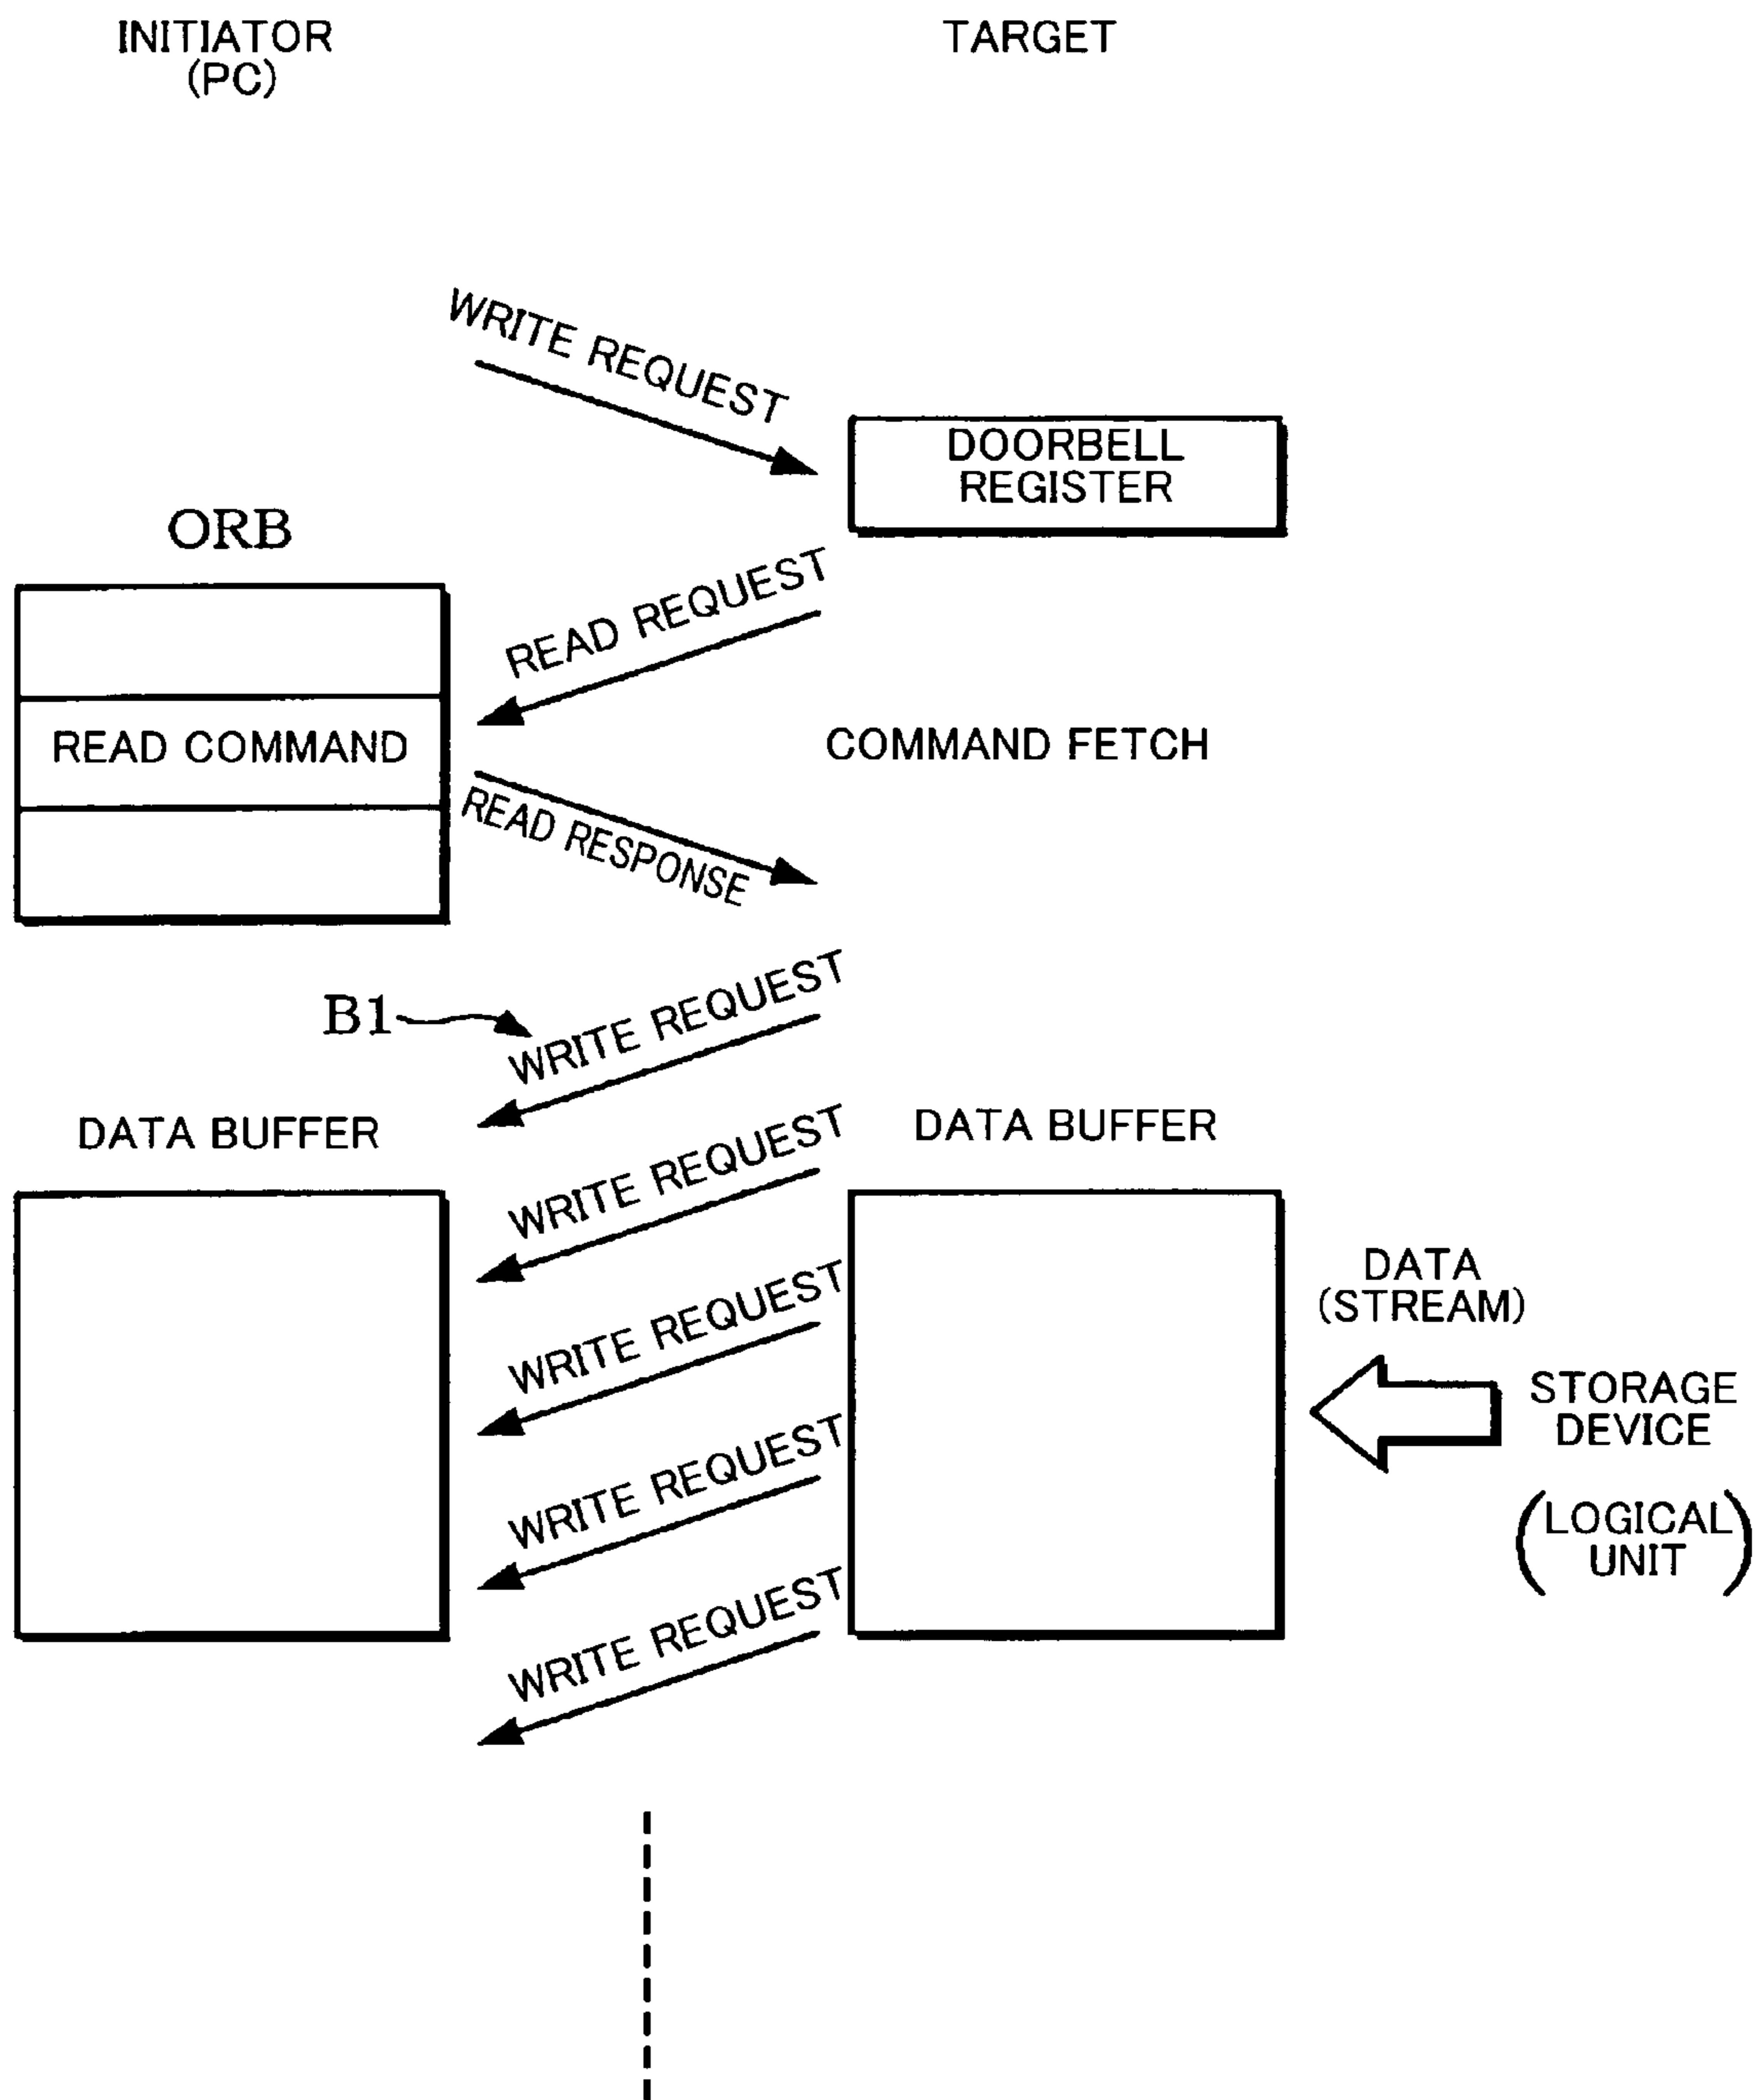 INITIATOR
(PC)
TARGET
WRITE REQUEST
DOORBELL
REGISTER
ORB
READ REQUEST
READ COMMAND
COMMAND FETCH
READ RESPONSE
B1
WRITE REQUEST
DATA BUFFER
WRITE REQUEST
DATA BUFFER
WRITE REQUEST
DATA
(STREAM)
STORAGE
DEVICE
WRITE REQUEST
(LOGICAL
UNIT)
WRITE REQUEST